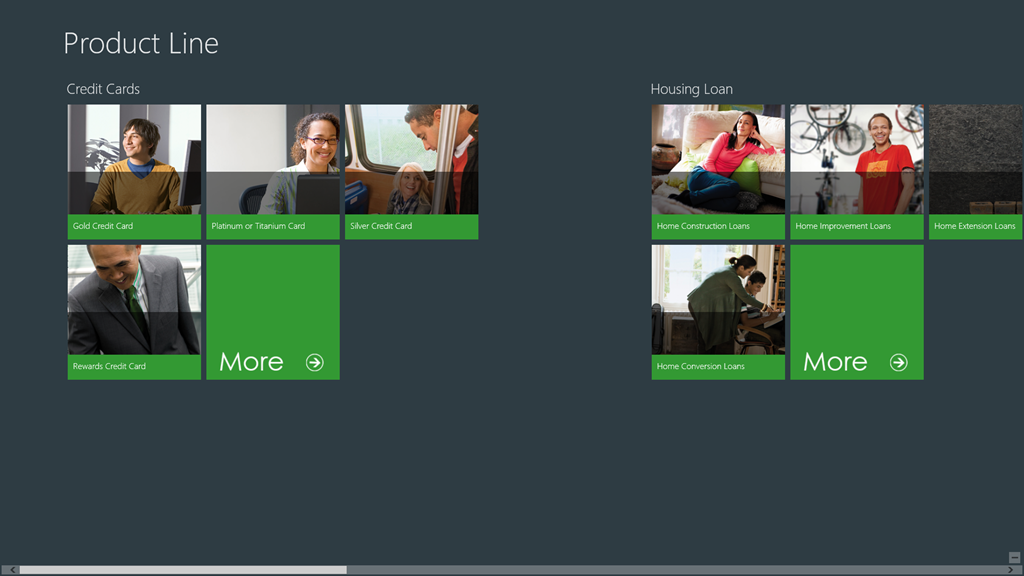 Product Line
Credit Cards
Gold Credit Card
Platinum or Titanium Card
Silver Credit Card
Rewards Credit Card
More
Housing Loan
Home Construction Loans
Home Improvement Loans
Home Extension Loans
Home Conversion Loans
More